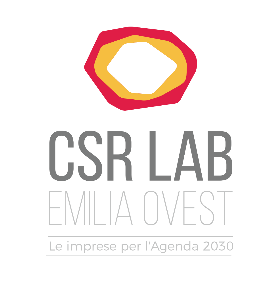 CSR LAB
EMILIA OVEST
Le imprese per l'Agenda 2030